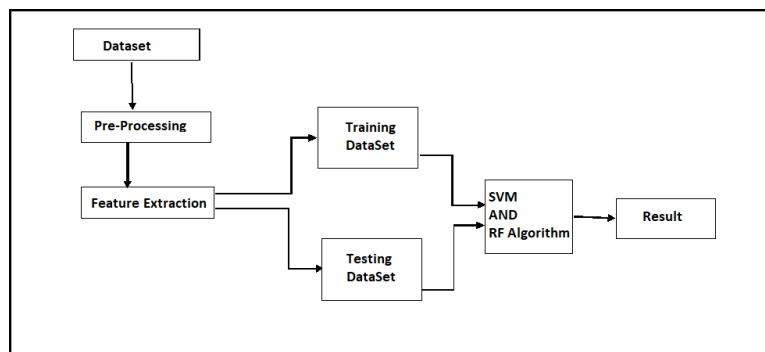 Dataset
Pre-Processing
Feature Extraction
Training
DataSet
Testing
DataSet
SVM
AND
RF Algorithm
Result